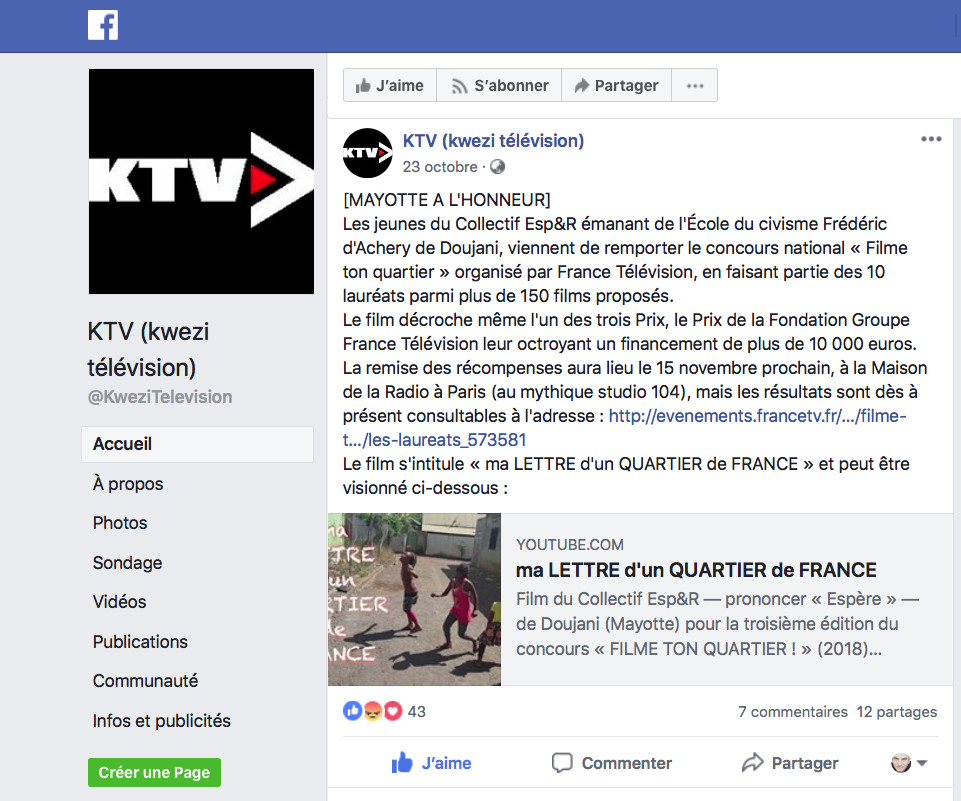 f
KTV
KTV (kwezi
télévision)
@KweziTelevision
Accueil
À propos
Photos
Sondage
Vidéos
Publications
Communauté
Infos et publicités
Créer une Page
J'aime S'abonner Partager ...
KTV
KTV (kwezi télévision)
23 octobre ·
[MAYOTTE A L'HONNEUR]
Les jeunes du Collectif Esp&R émanant de l'École du civisme Frédéric
d'Achery de Doujani, viennent de remporter le concours national « Filme
ton quartier » organisé par France Télévision, en faisant partie des 10
lauréats parmi plus de 150 films proposés.
Le film décroche même l'un des trois Prix, le Prix de la Fondation Groupe
France Télévision leur octroyant un financement de plus de 10 000 euros.
La remise des récompenses aura lieu le 15 novembre prochain, à la Maison
de la Radio à Paris (au mythique studio 104), mais les résultats sont dès à
présent consultables à l'adresse : http://evenements.francetv.fr/.../filme-
t.../les-laureats_573581
Le film s'intitule « ma LETTRE d'un QUARTIER de FRANCE » et peut être
visionné ci-dessous :
na
TTRE
un
RTIER
de
ANCE
YOUTUBE.COM
ma LETTRE d'un QUARTIER de FRANCE
Film du Collectif Esp&R — prononcer « Espère » —
de Doujani (Mayotte) pour la troisième édition du
concours « FILME TON QUARTIER ! » (2018)...
43 7 commentaires 12 partages
J'aime Commenter Partager